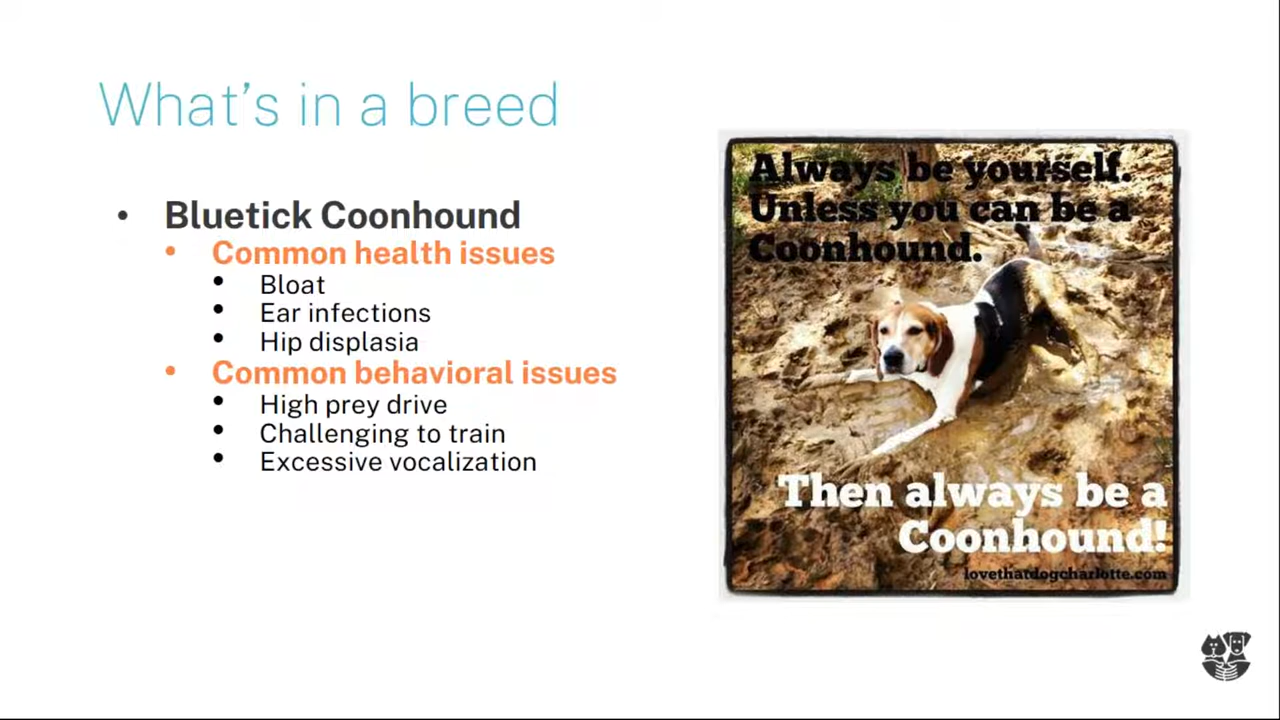 What's in a breed
• Bluetick Coonhound
• Common health issues
• Bloat
• Ear infections
• Hip displasia
• Common behavioral issues
• High prey drive
• Challenging to train
• Excessive vocalization
Always be yourself.
Unless you can be a
Coonhound.
Then always be a
Coonhound!
lovethatdogcharlotte.com